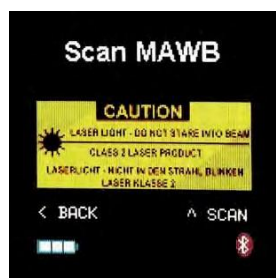 Scan MAWB
CAUTION
LASER LIGHT - DO NOT STARE INTO BEAM
CLASS 2 LASER PRODUCT
LASERLICHT - NICHT IN DEN STRAHL BLINKEN
LASER KLASSE 2
< BACK
^ SCAN